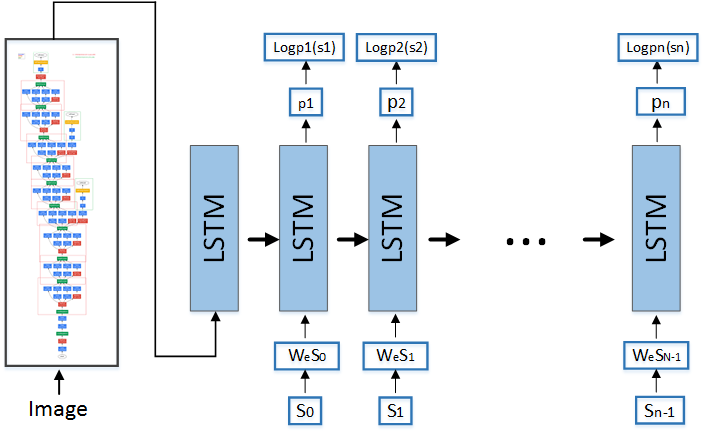 Logp1(s1)
Logp2(s2)
Logpn(sn)
p1
p2
pn
LSTM
LSTM
LSTM
LSTM
...
WeS0
WeS1
WeSN-1
S0
S1
Sn-1
Image